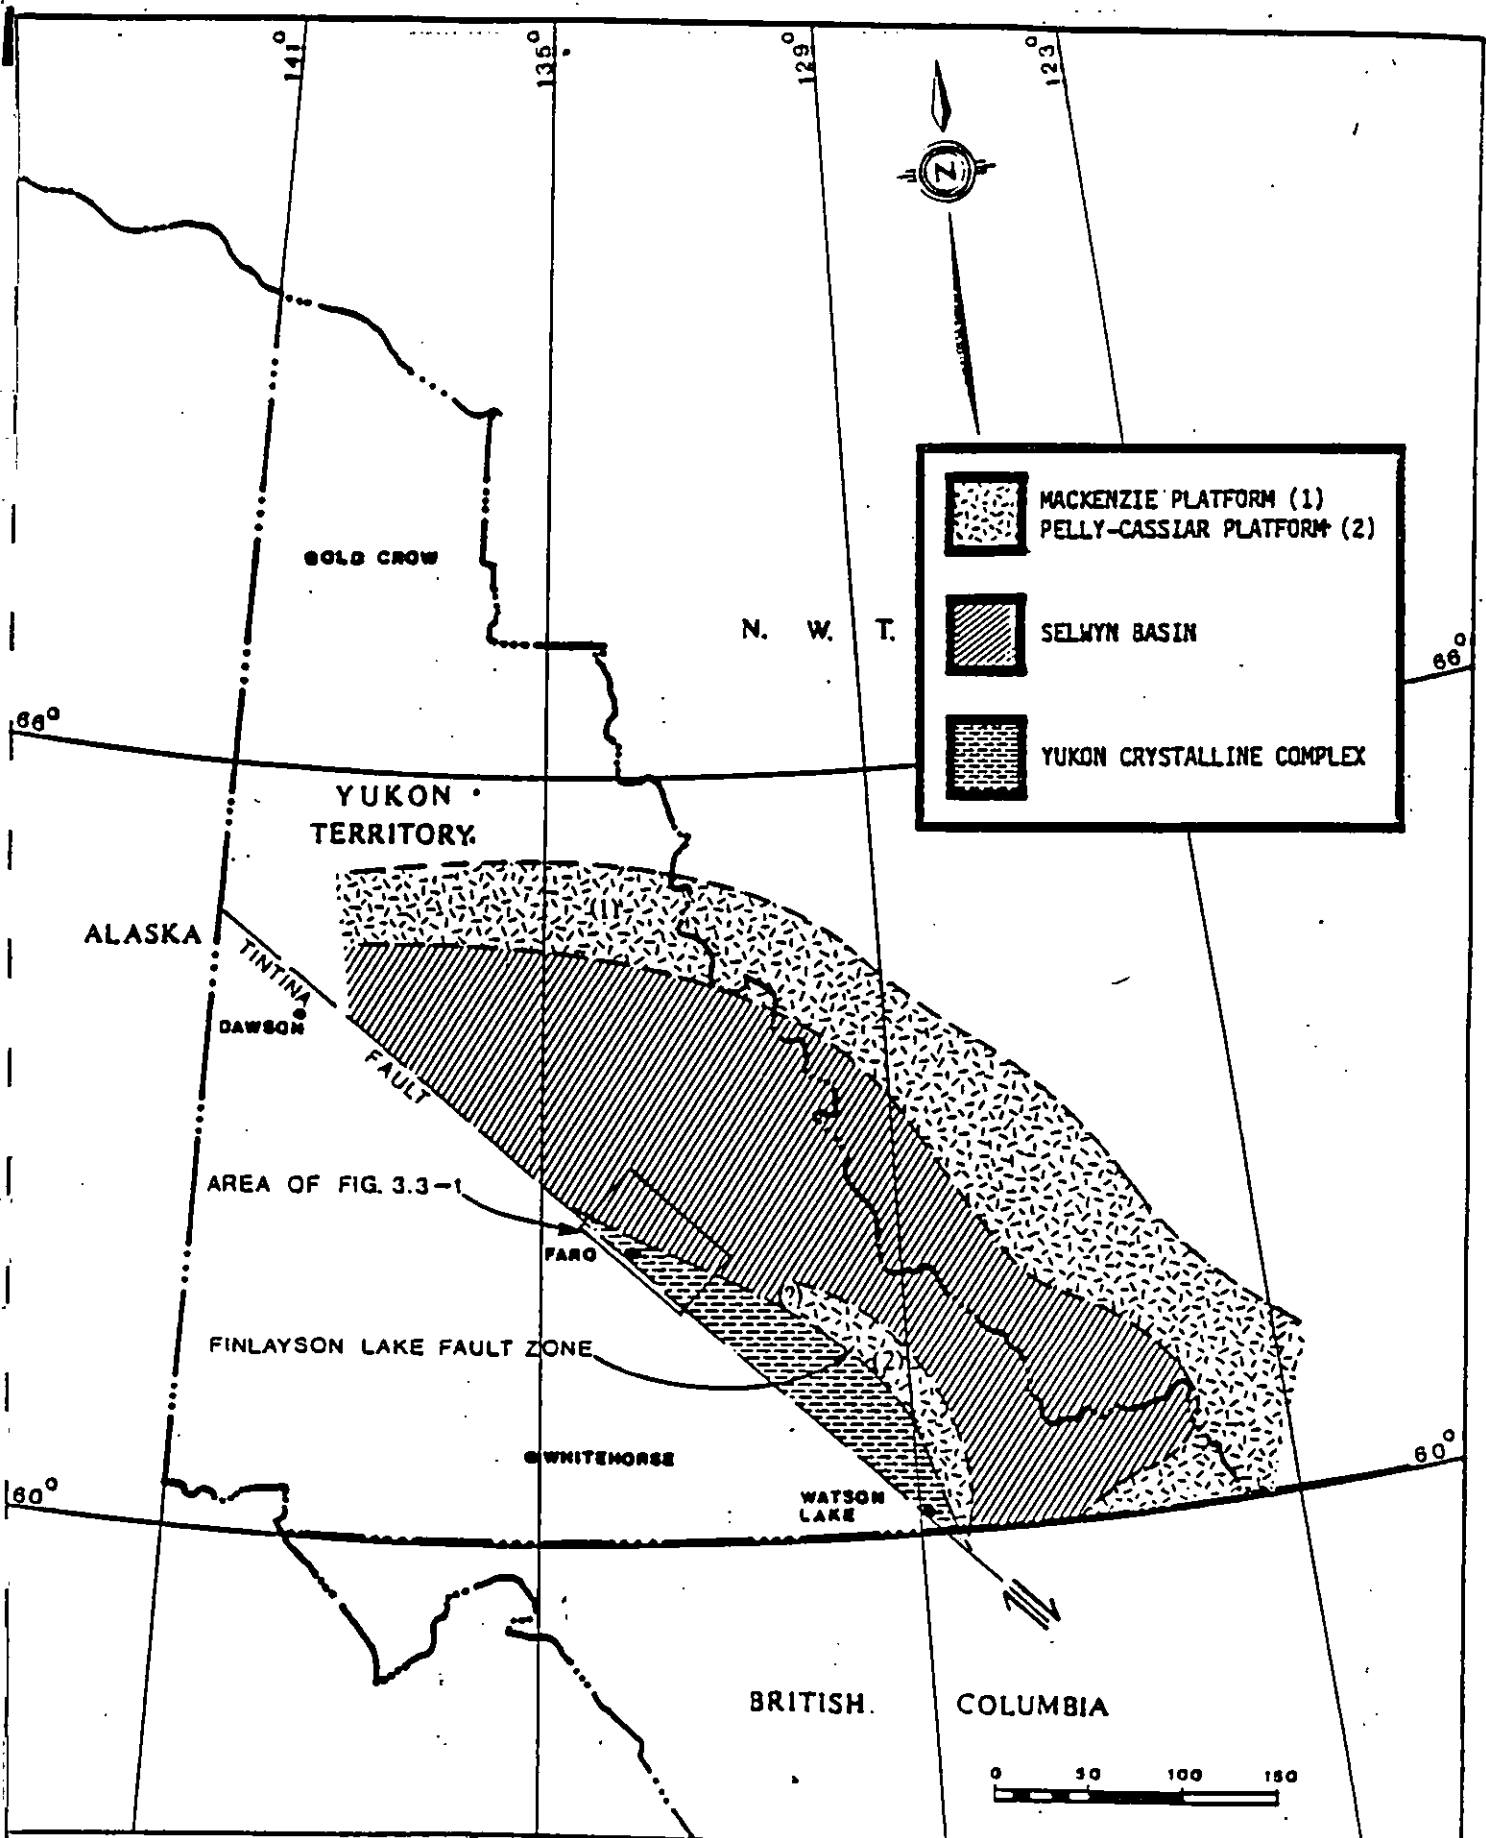 141°
135°
129°
123°
N
MACKENZIE PLATFORM (1)
PELLY-CASSIAR PLATFORM (2)
SELWYN BASIN
YUKON CRYSTALLINE COMPLEX
GOLD CROW
N. W. T.
66°
66°
YUKON
TERRITORY
(1)
ALASKA
TINTINA
DAWSON
FAULT
AREA OF FIG. 3.3-1
FARO
(2)
FINLAYSON LAKE FAULT ZONE
(2)
WHITEHORSE
60°
60°
WATSON
LAKE
BRITISH COLUMBIA
0 50 100 150